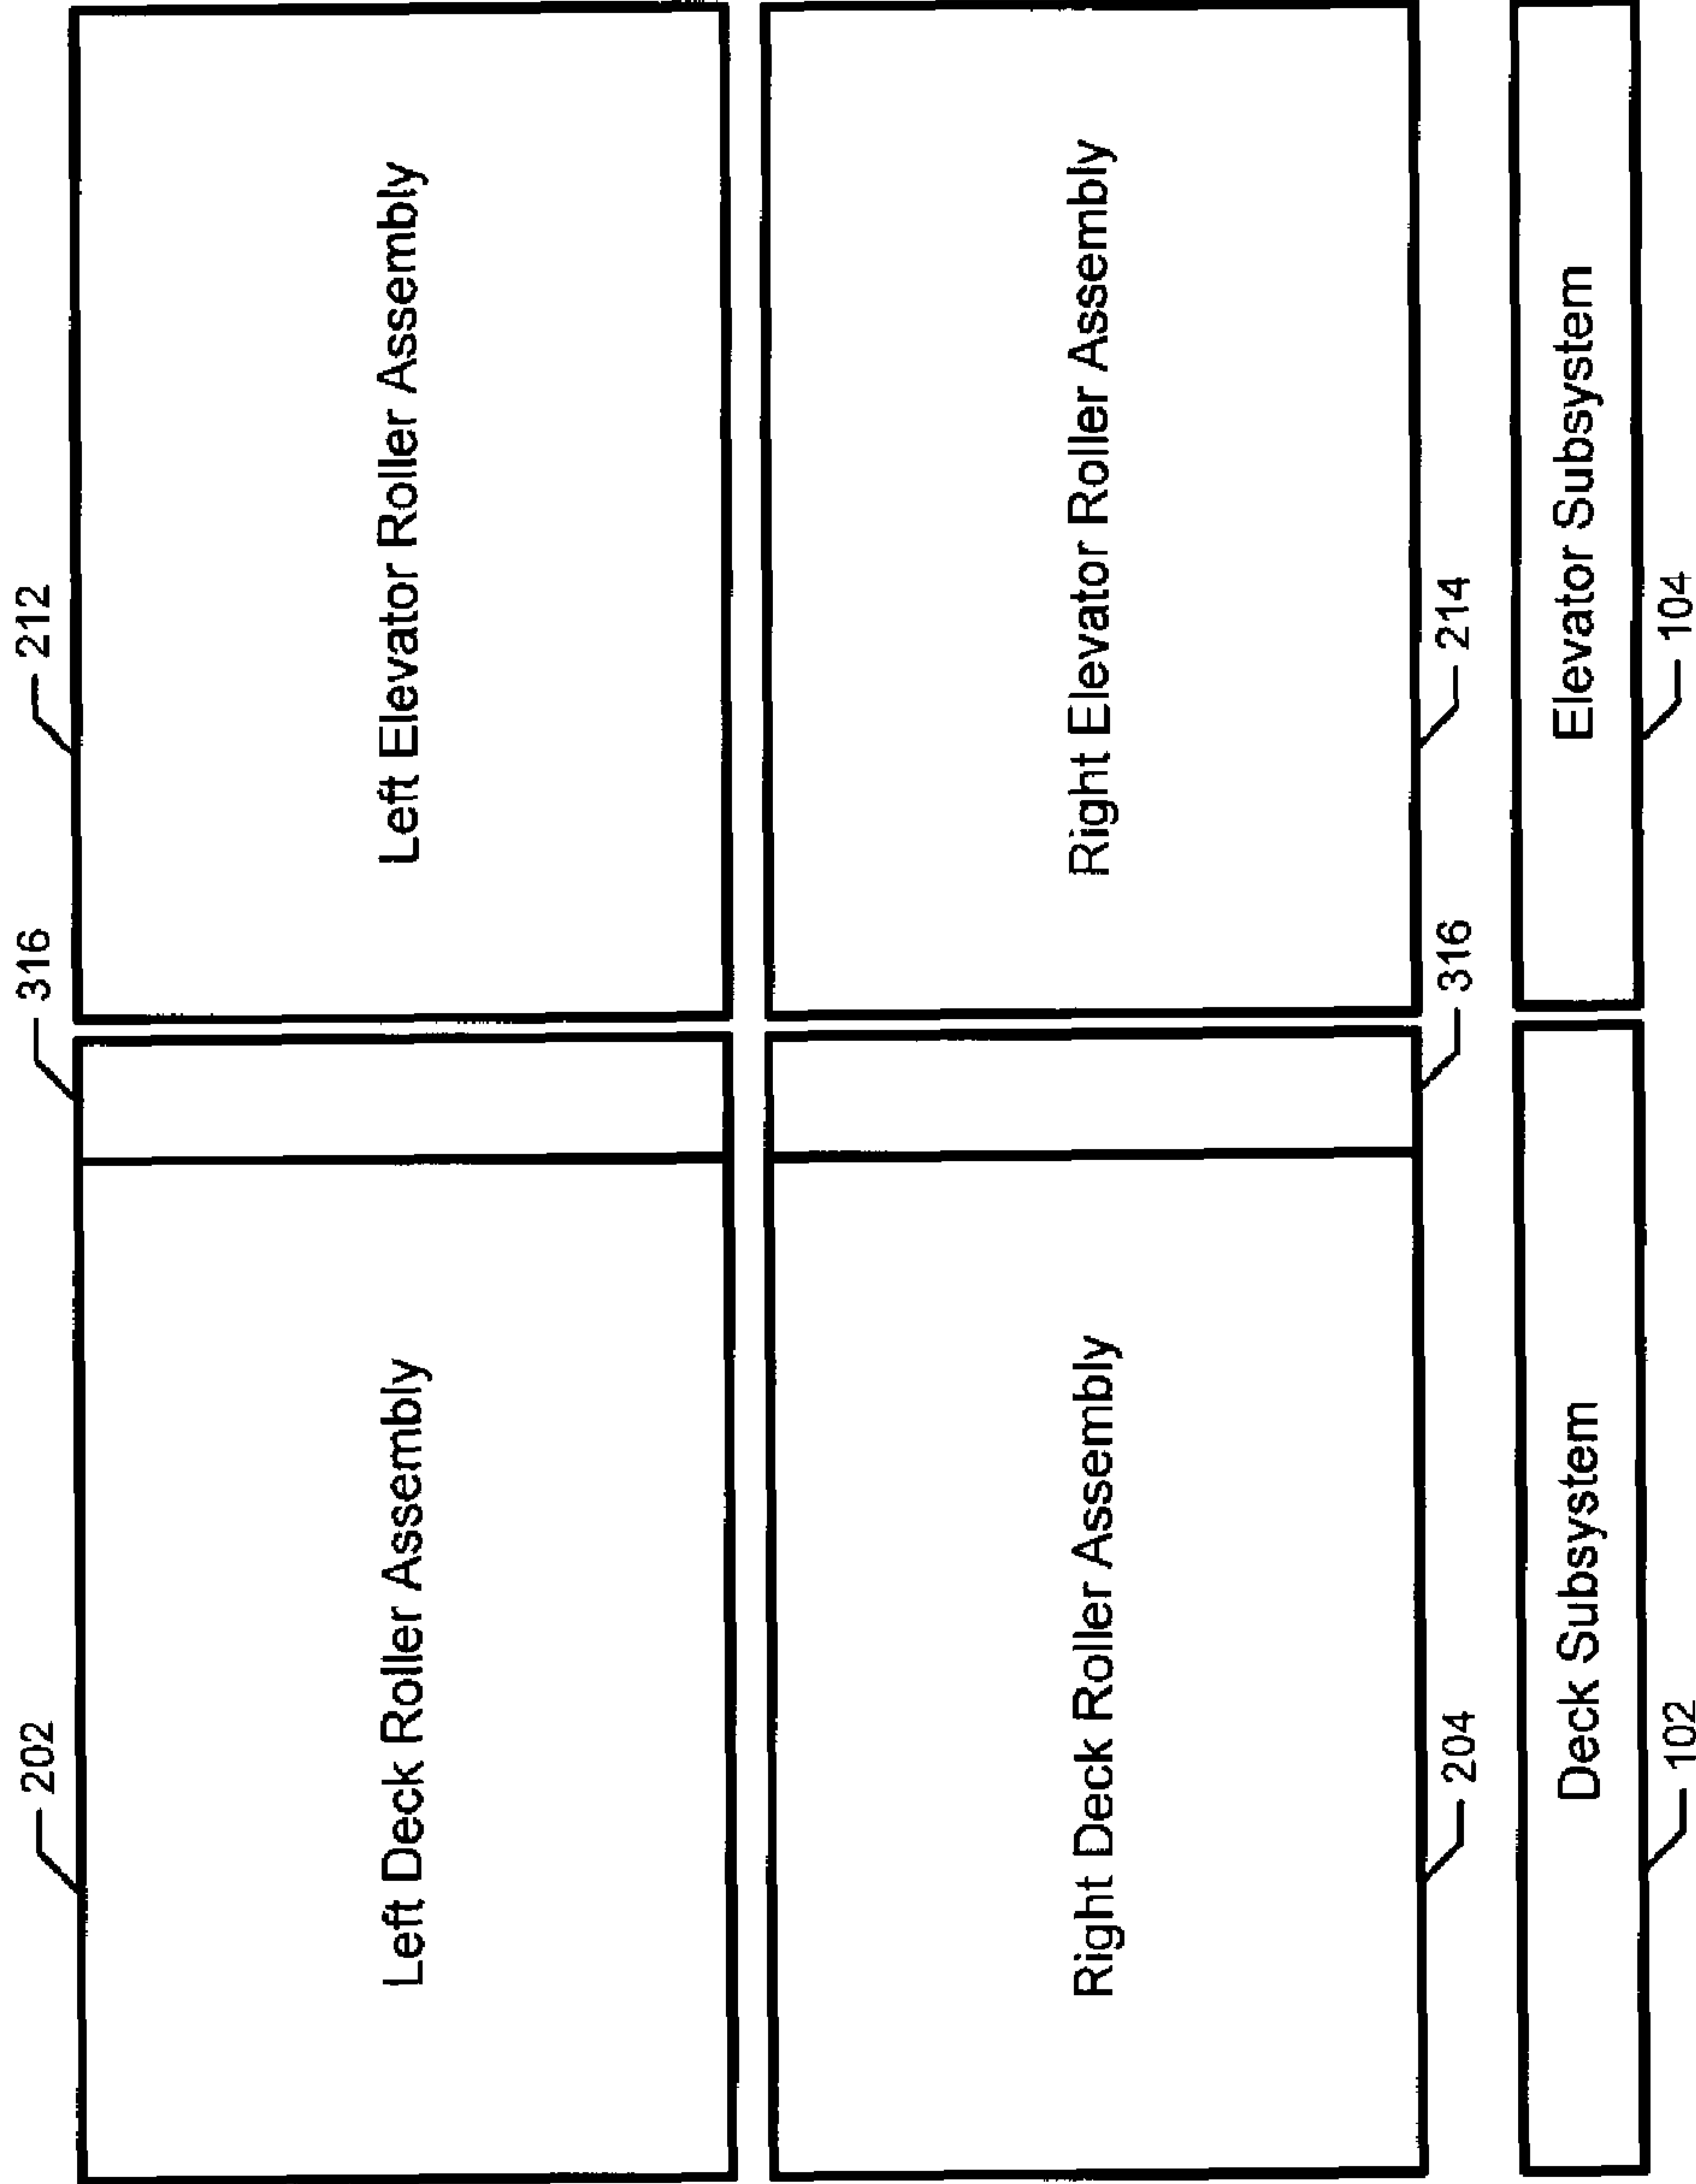 202
316
212
Left Deck Roller Assembly
Left Elevator Roller Assembly
Right Deck Roller Assembly
Right Elevator Roller Assembly
204
316
214
Deck Subsystem
Elevator Subsystem
102
104